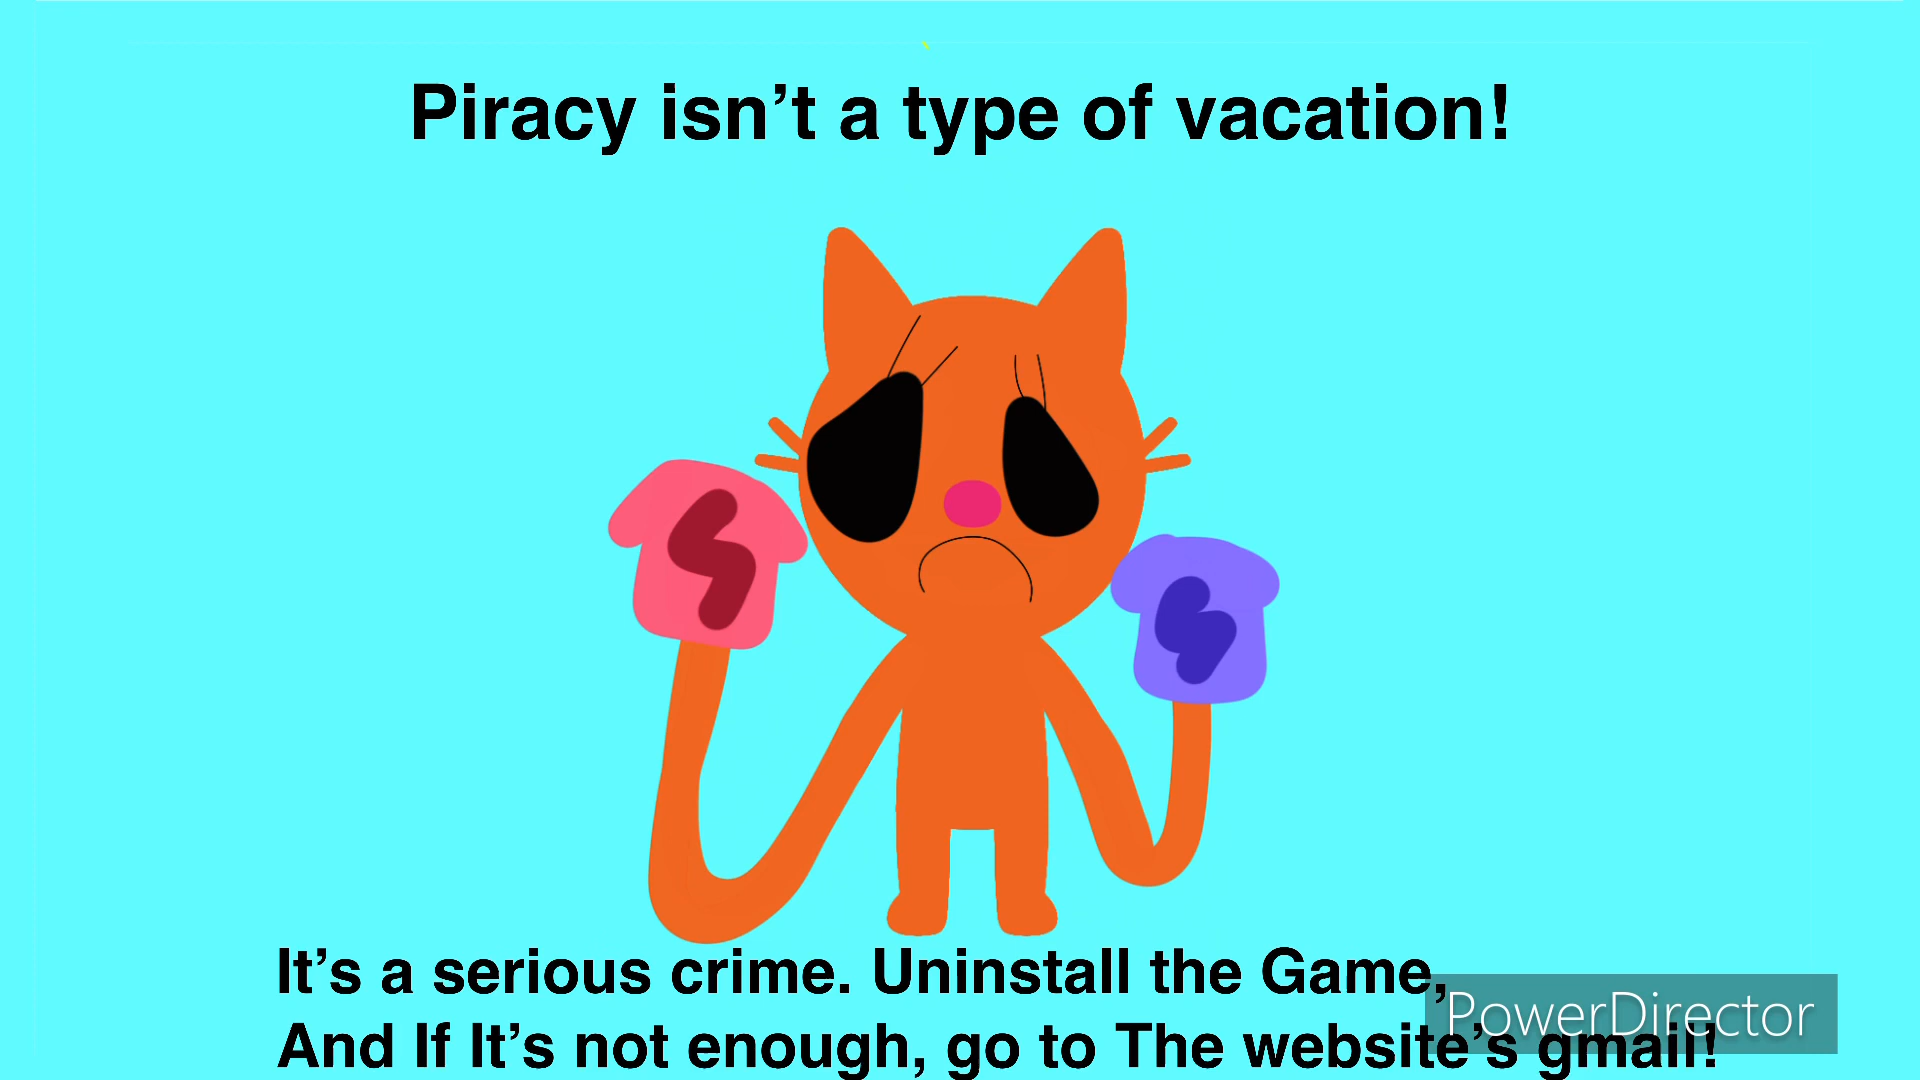 Piracy isn’t a type of vacation!
It’s a serious crime. Uninstall the Game,
PowerDirector
And If It’s not enough, go to The website’s gmail!